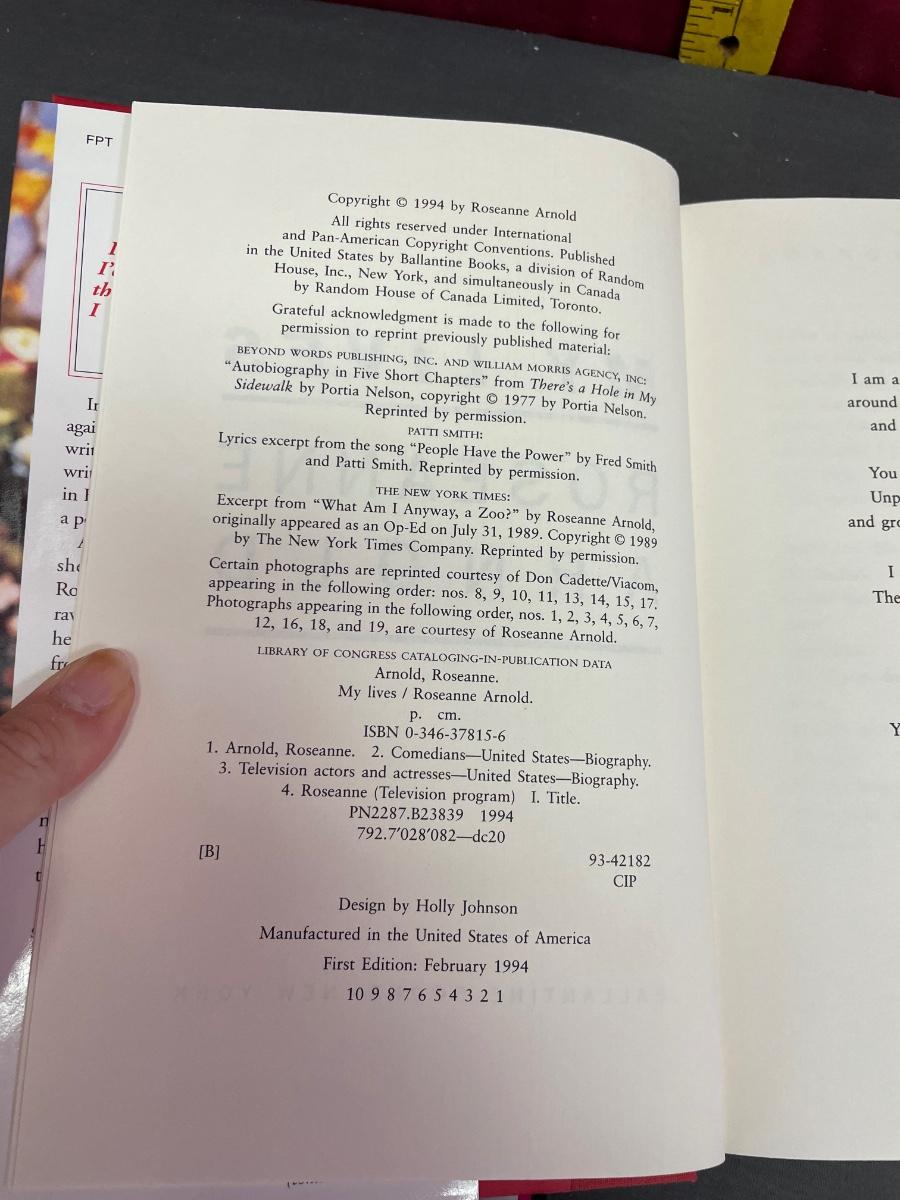 FPT
th
I
In
agai
writ
writ
in
a p
she
Ro
rav
he
Copyright © 1994 by Roseanne Arnold
All rights reserved under International
and Pan-American Copyright Conventions. Published
in the United States by Ballantine Books, a division of Random
House, Inc., New York, and simultaneously in Canada
by Random House of Canada Limited, Toronto.
Grateful acknowledgment is made to the following for
permission to reprint previously published material:
BEYOND WORDS PUBLISHING, INC. AND WILLIAM MORRIS AGENCY, INC:
“Autobiography in Five Short Chapters” from There’s a Hole in My
Sidewalk by Portia Nelson, copyright © 1977 by Portia Nelson.
Reprinted by permission.
PATTI SMITH:
Lyrics excerpt from the song “People Have the Power” by Fred Smith
and Patti Smith. Reprinted by permission.
THE NEW YORK TIMES:
Excerpt from “What Am I Anyway, a Zoo?” by Roseanne Arnold,
originally appeared as an Op-Ed on July 31, 1989. Copyright © 1989
by The New York Times Company. Reprinted by permission.
Certain photographs are reprinted courtesy of Don Cadette/Viacom,
appearing in the following order: nos. 8, 9, 10, 11, 13, 14, 15, 17.
Photographs appearing in the following order, nos. 1, 2, 3, 4, 5, 6, 7,
12, 16, 18, and 19, are courtesy of Roseanne Arnold.
LIBRARY OF CONGRESS CATALOGING-IN-PUBLICATION DATA
Arnold, Roseanne.
My lives / Roseanne Arnold.
p. cm.
ISBN 0-346-37815-6
1. Arnold, Roseanne. 2. Comedians—United States—Biography.
3. Television actors and actresses—United States—Biography.
4. Roseanne (Television program) I. Title.
PN2287.B23839 1994
792.7′028′082—dc20
[B] 93-42182
CIP
Design by Holly Johnson
Manufactured in the United States of America
First Edition: February 1994
10 9 8 7 6 5 4 3 2 1
I am a
around
and
You
Unp
and gro
I
The
Y